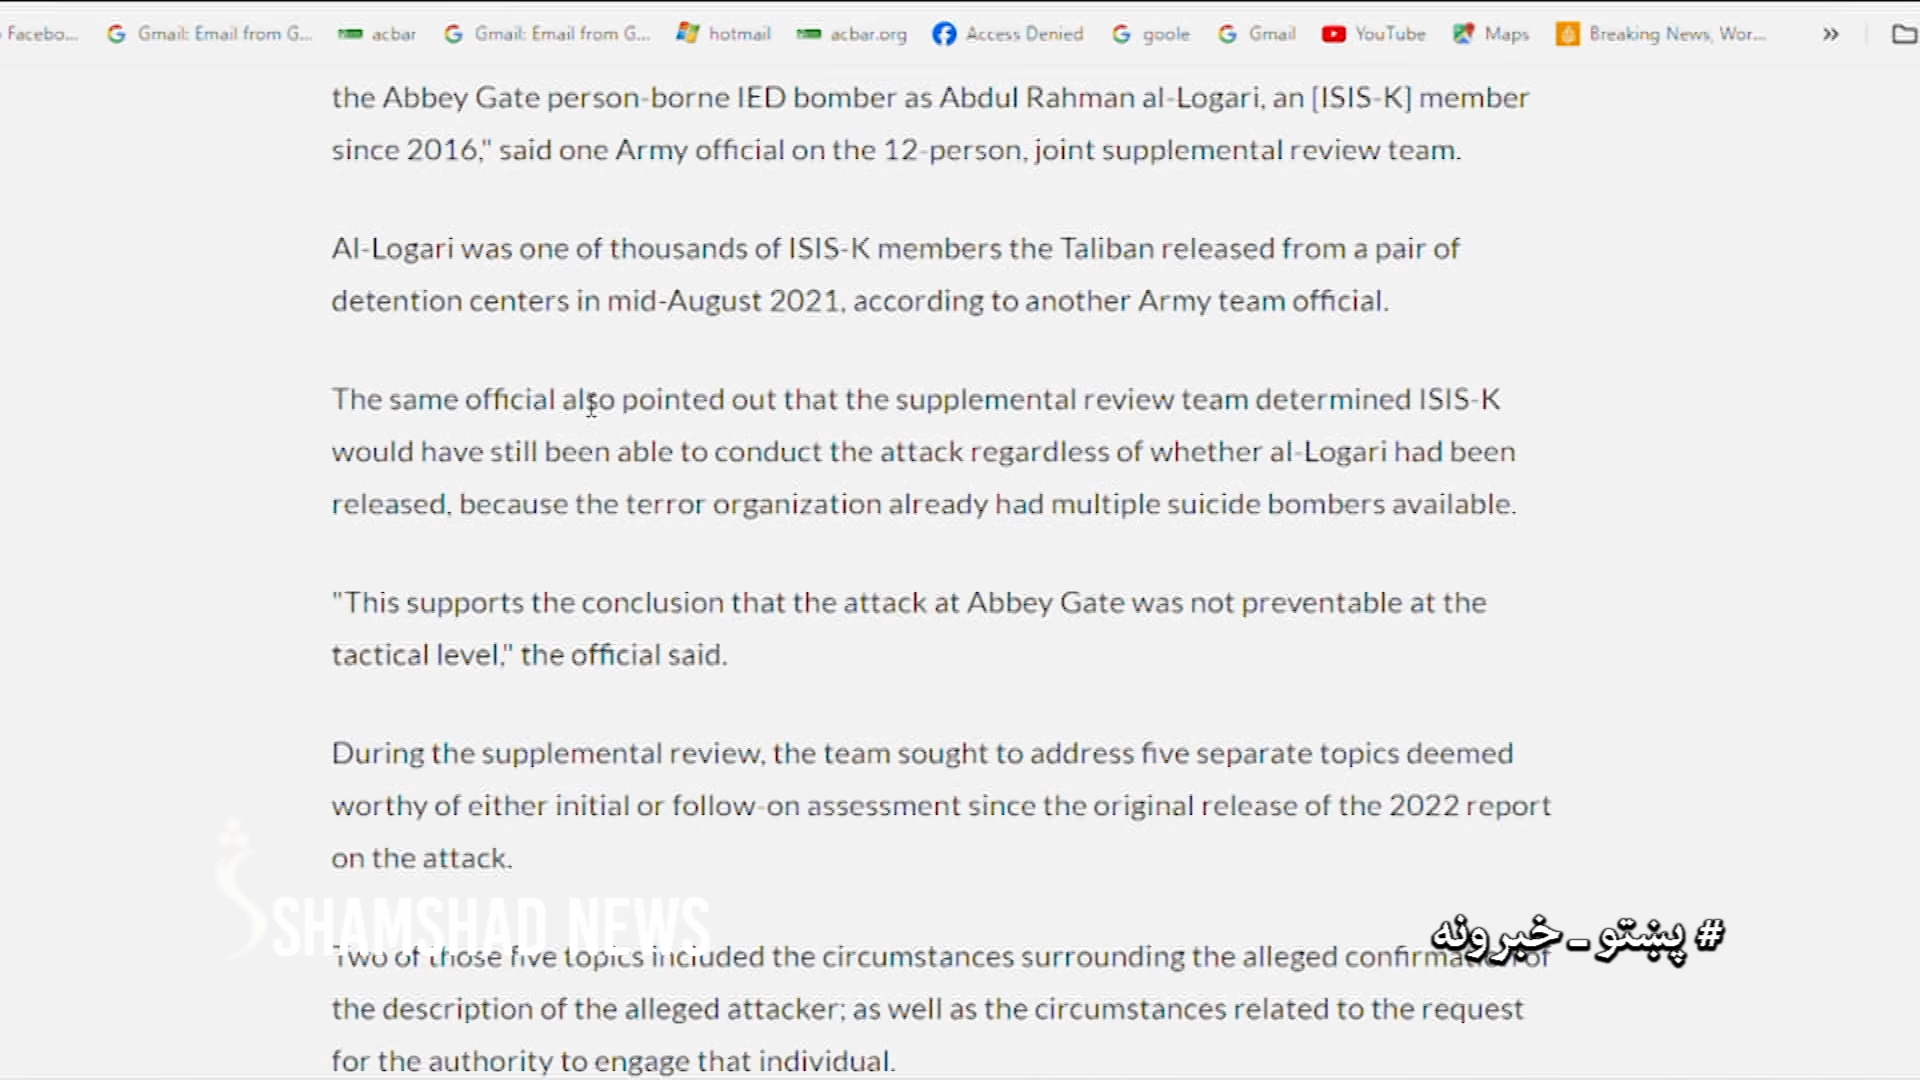 Facebo... Gmail: Email from G... acbar Gmail: Email from G... hotmail acbar.org Access Denied goole Gmail YouTube Maps Breaking News, Wor... »
the Abbey Gate person-borne IED bomber as Abdul Rahman al-Logari, an [ISIS-K] member
since 2016," said one Army official on the 12-person, joint supplemental review team.
Al-Logari was one of thousands of ISIS-K members the Taliban released from a pair of
detention centers in mid-August 2021, according to another Army team official.
The same official also pointed out that the supplemental review team determined ISIS-K
would have still been able to conduct the attack regardless of whether al-Logari had been
released, because the terror organization already had multiple suicide bombers available.
"This supports the conclusion that the attack at Abbey Gate was not preventable at the
tactical level," the official said.
During the supplemental review, the team sought to address five separate topics deemed
worthy of either initial or follow-on assessment since the original release of the 2022 report
on the attack.
SHAMSHAD NEWS
# پښتو ـ خبرونه
Two of those five topics included the circumstances surrounding the alleged confirmation of
the description of the alleged attacker; as well as the circumstances related to the request
for the authority to engage that individual.